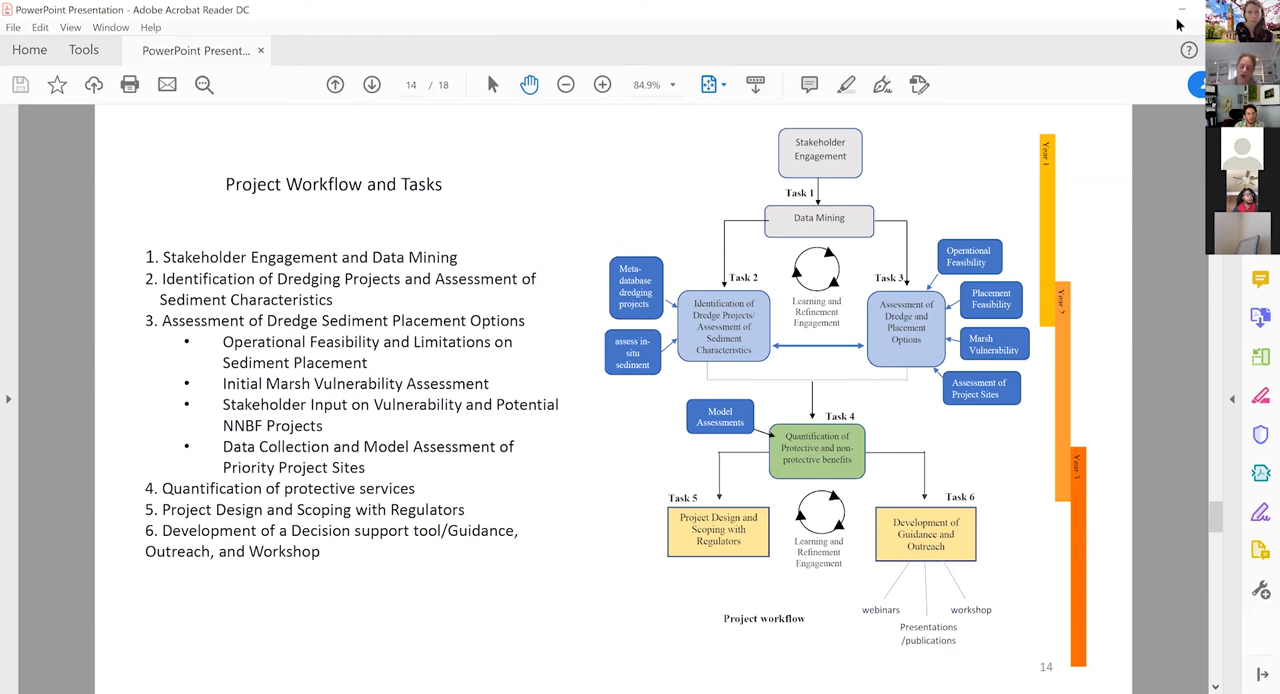 PowerPoint Presentation - Adobe Acrobat Reader DC
File Edit View Window Help
Home Tools PowerPoint Present... ×
14 / 18 84.9%
Project Workflow and Tasks
1. Stakeholder Engagement and Data Mining
2. Identification of Dredging Projects and Assessment of
Sediment Characteristics
3. Assessment of Dredge Sediment Placement Options
• Operational Feasibility and Limitations on
Sediment Placement
• Initial Marsh Vulnerability Assessment
• Stakeholder Input on Vulnerability and Potential
NNBF Projects
• Data Collection and Model Assessment of
Priority Project Sites
4. Quantification of protective services
5. Project Design and Scoping with Regulators
6. Development of a Decision support tool/Guidance,
Outreach, and Workshop
Stakeholder
Engagement
Task 1
Data Mining
Task 2
Meta-
database
dredging
projects
assess in-
situ
sediment
Identification of
Dredge Projects/
Assessment of
Sediment
Characteristics
Learning and
Refinement
Engagement
Task 3
Assessment of
Dredge and
Placement
Options
Operational
Feasibility
Placement
Feasibility
Marsh
Vulnerability
Assessment of
Project Sites
Model
Assessments
Task 4
Quantification of
Protective and non-
protective benefits
Task 5
Project Design and
Scoping with
Regulators
Learning and
Refinement
Engagement
Task 6
Development of
Guidance and
Outreach
webinars
Presentations
/publications
workshop
Project workflow
Year 1
Year 2
Year 3
14